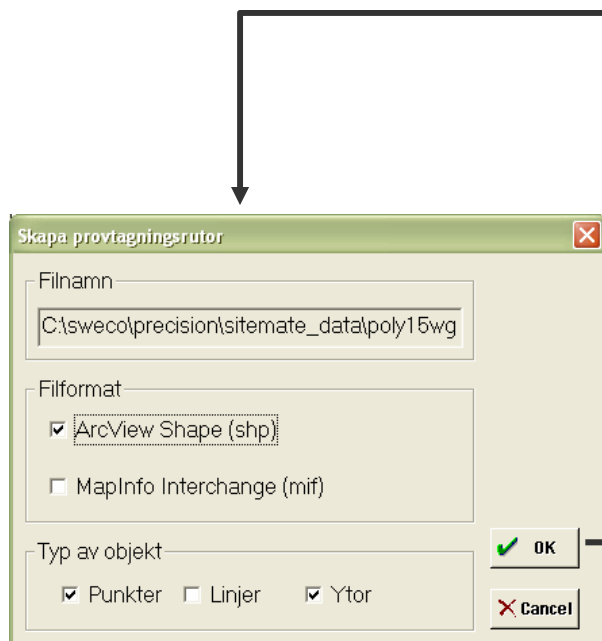 Skapa provtagningsrutor
Filnamn
C:\sweco\precision\sitemate_data\poly15wg
Filformat
ArcView Shape (shp)
MapInfo Interchange (mif)
Typ av objekt
Punkter Linjer Ytor
OK
Cancel